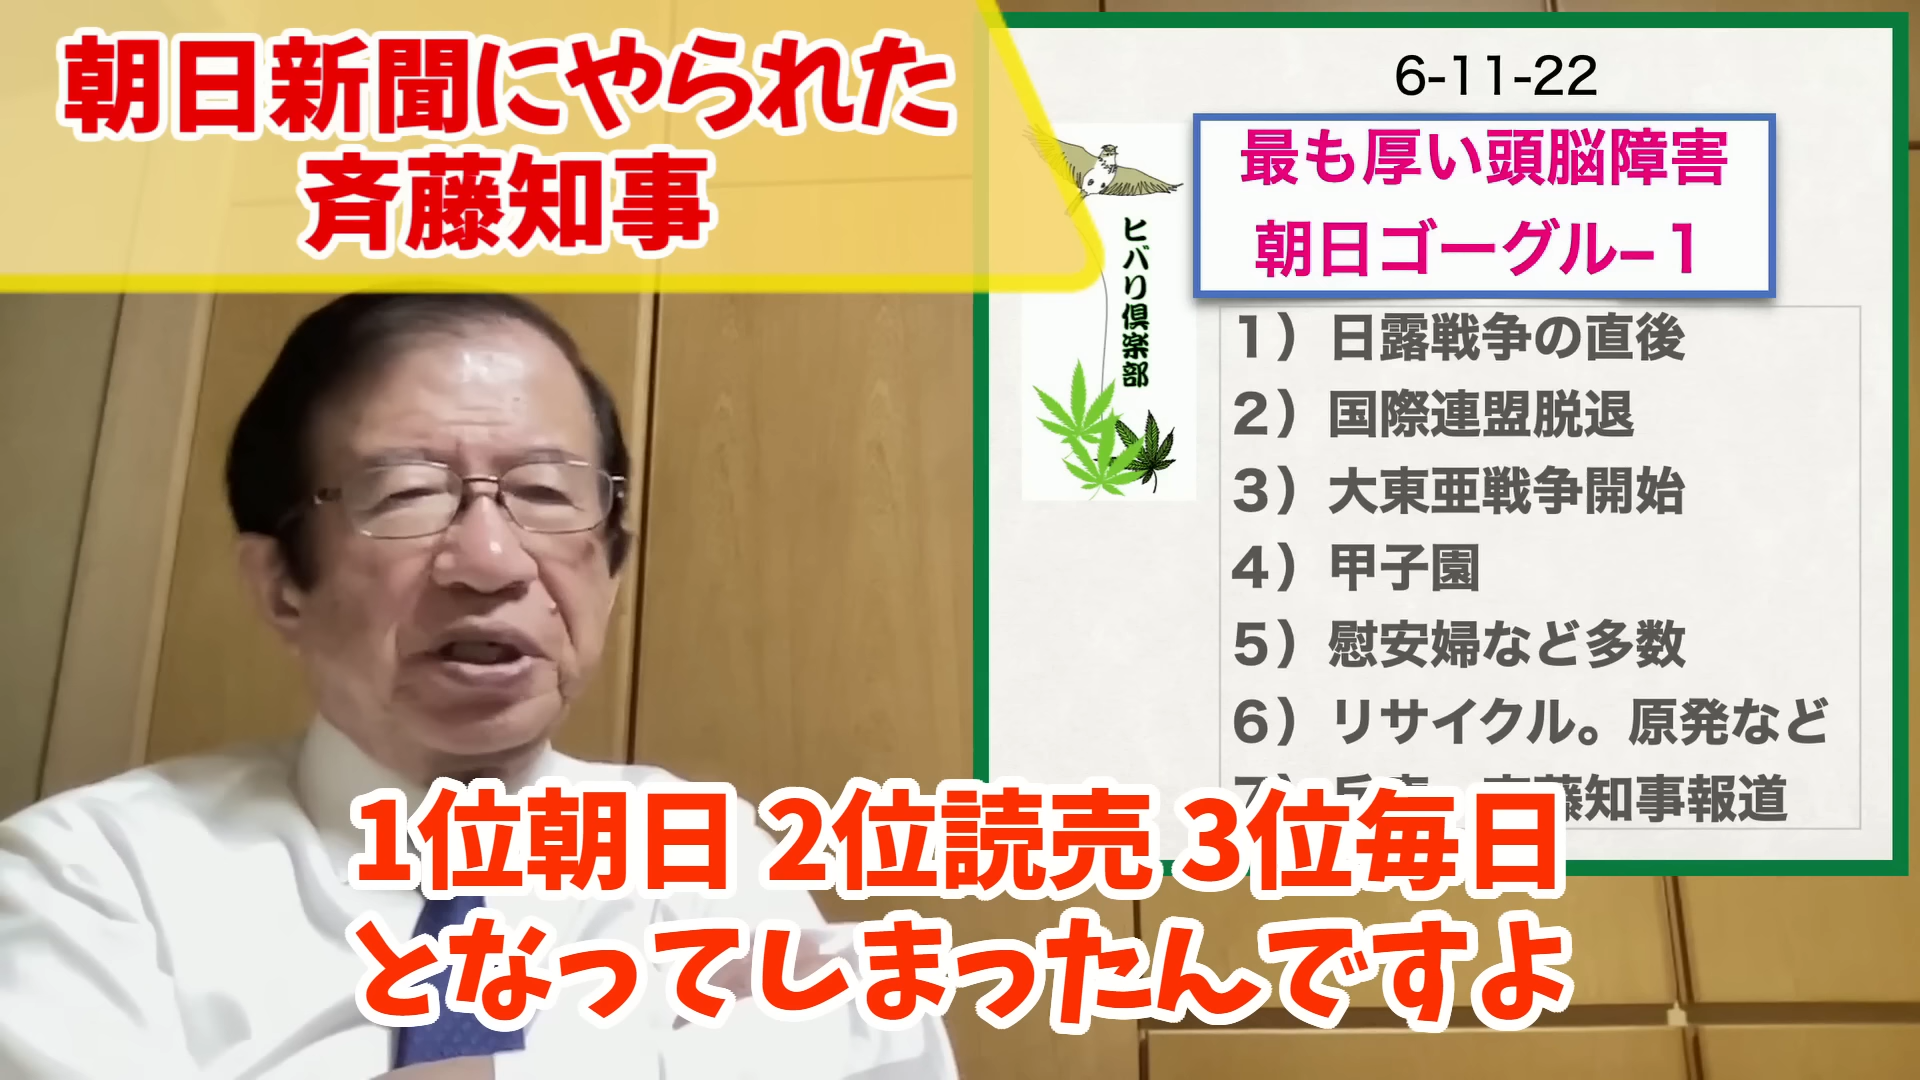 朝日新聞にやられた
斉藤知事
6-11-22
最も厚い頭脳障害
朝日ゴーグル–１
ヒバリ倶楽部
１）日露戦争の直後
２）国際連盟脱退
３）大東亜戦争開始
４）甲子園
５）慰安婦など多数
６）リサイクル。原発など
藤知事報道
1位朝日 2位読売 3位毎日
となってしまったんですよ